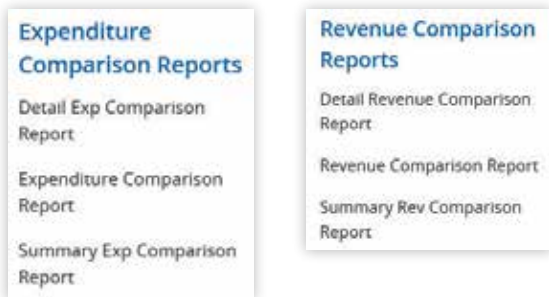 Expenditure
Comparison Reports
Detail Exp Comparison
Report
Expenditure Comparison
Report
Summary Exp Comparison
Report
Revenue Comparison
Reports
Detail Revenue Comparison
Report
Revenue Comparison Report
Summary Rev Comparison
Report